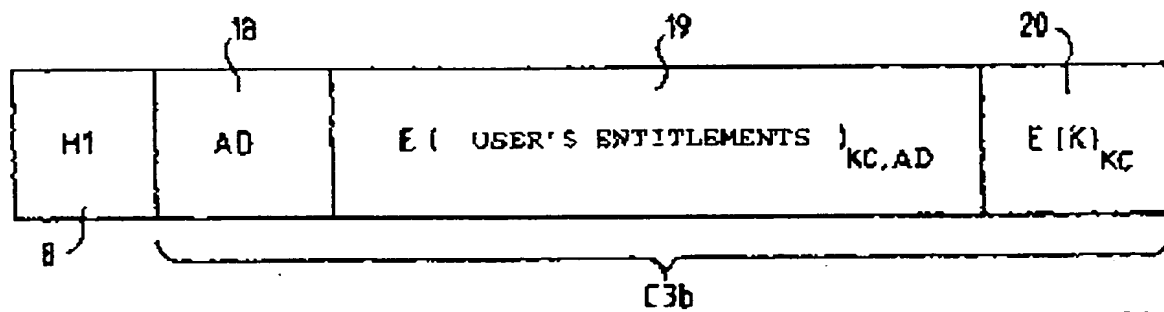 18 19 20
H1 AD E ( USER'S ENTITLEMENTS )KC,AD E (K)KC
8
C3b